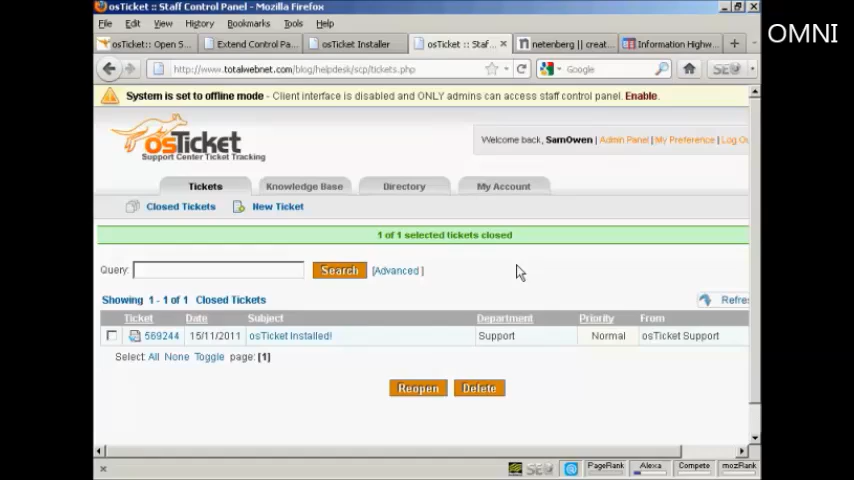 osTicket :: Staff Control Panel - Mozilla Firefox
OMNI
File Edit View History Bookmarks Tools Help
osTicket:: Open S...
Extend Control Pa...
osTicket Installer
osTicket :: Staf...
netenberg || creat...
Information Highw...
http://www.totalwebnet.com/blog/helpdesk/scp/tickets.php
Google
SE
System is set to offline mode - Client interface is disabled and ONLY admins can access staff control panel. Enable.
osTicket
Support Center Ticket Tracking
Welcome back, SamOwen | Admin Panel | My Preference | Log Ou
Tickets Knowledge Base Directory My Account
Closed Tickets New Ticket
1 of 1 selected tickets closed
Query: Search [Advanced]
Showing 1 - 1 of 1 Closed Tickets Refre
Ticket Date Subject Department Priority From
569244 15/11/2011 osTicket Installed! Support Normal osTicket Support
Select: All None Toggle page: [1]
Reopen Delete
SE PageRank Alexa Compete mozRank